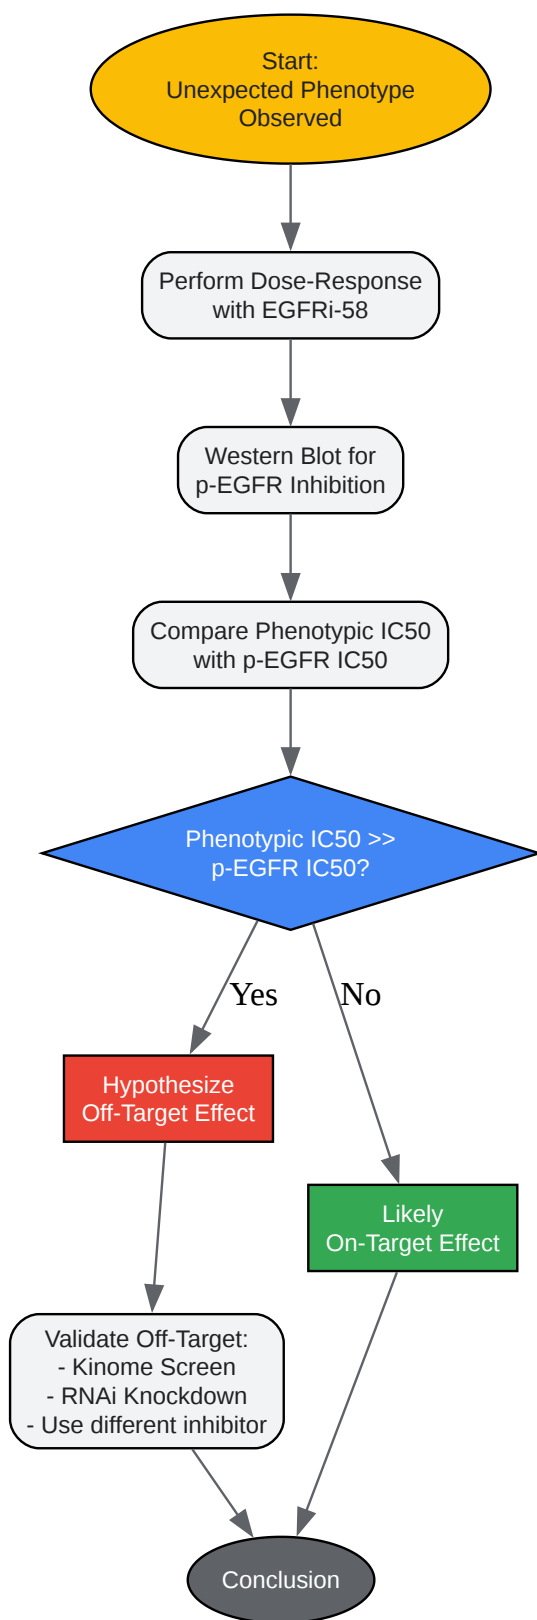 Start:
Unexpected Phenotype
Observed
Perform Dose-Response
with EGFRi-58
Western Blot for
p-EGFR Inhibition
Compare Phenotypic IC50
with p-EGFR IC50
Phenotypic IC50 >>
p-EGFR IC50?
Yes
No
Hypothesize
Off-Target Effect
Likely
On-Target Effect
Validate Off-Target:
- Kinome Screen
- RNAi Knockdown
- Use different inhibitor
Conclusion